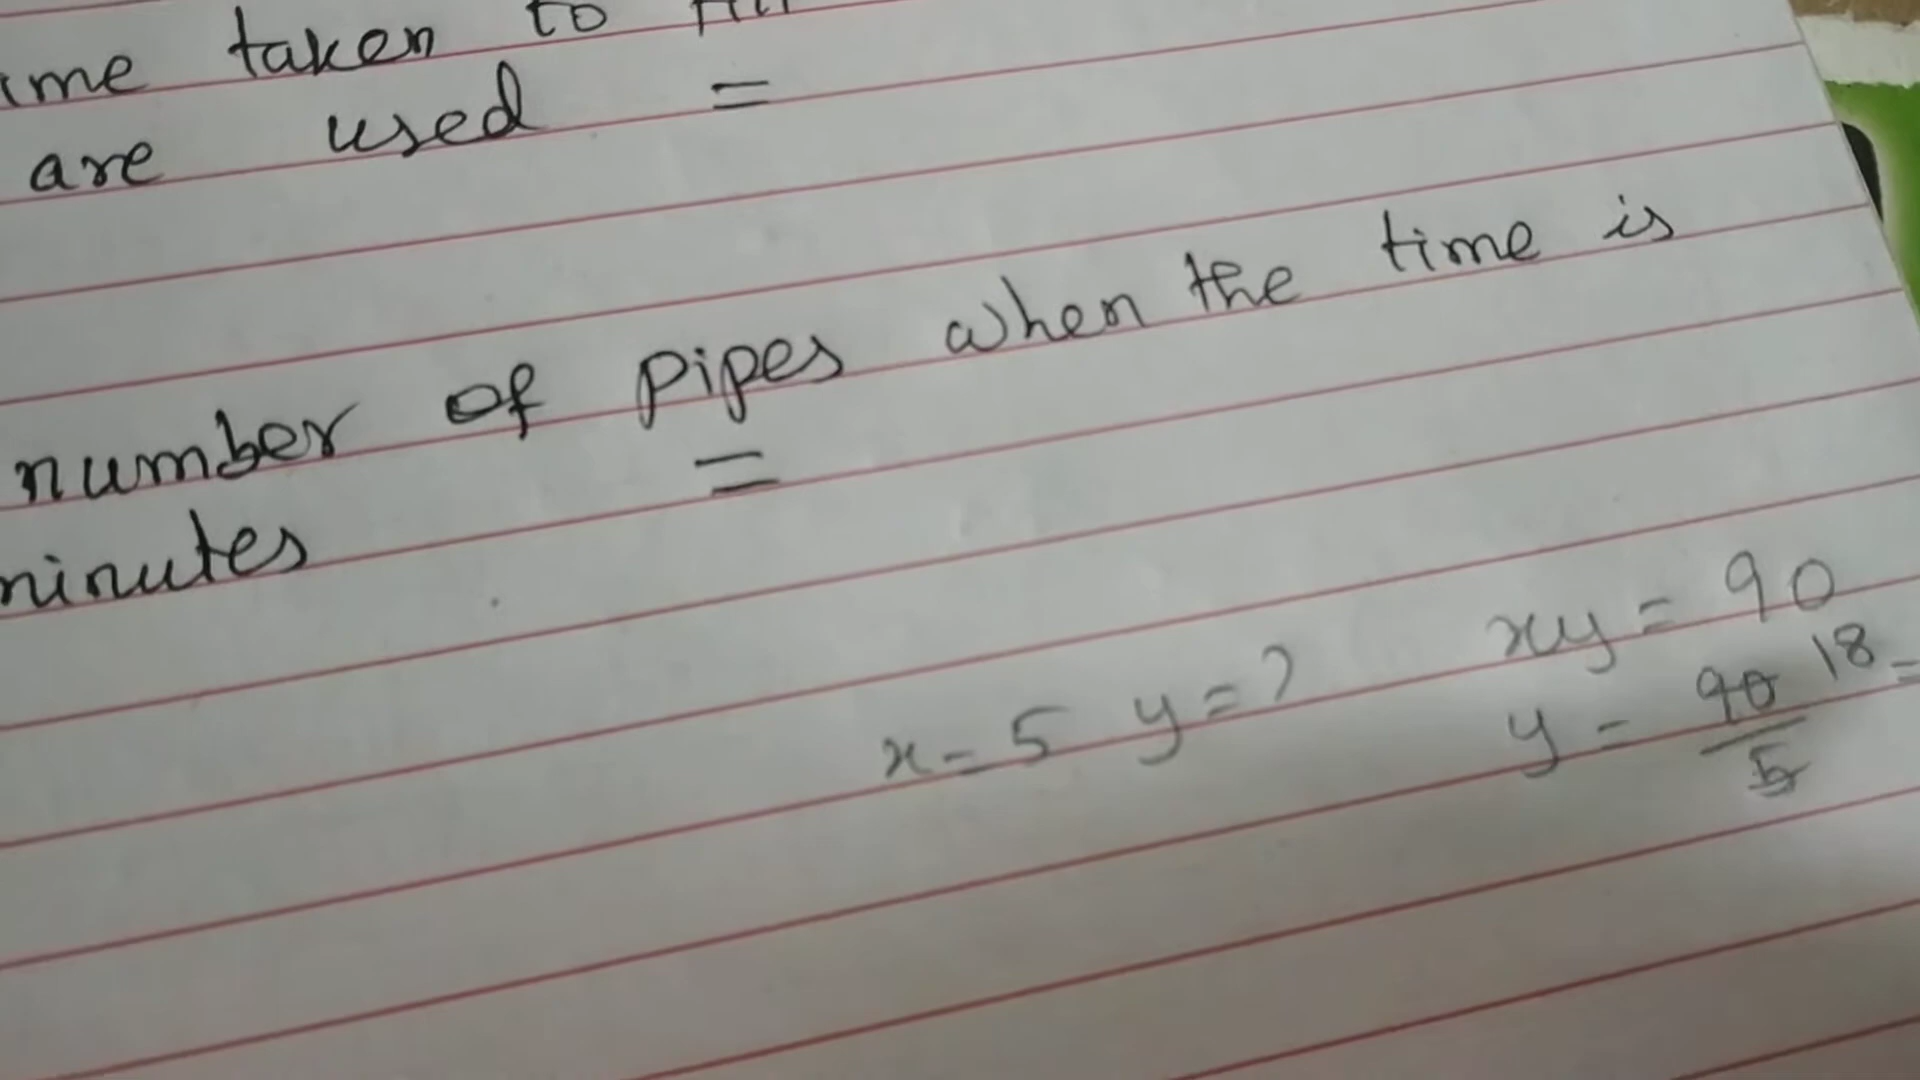 ime taken to
are used =
number of pipes when the time is
minutes =
x = 5 y = ? xy = 90
y = 90/5 18 =